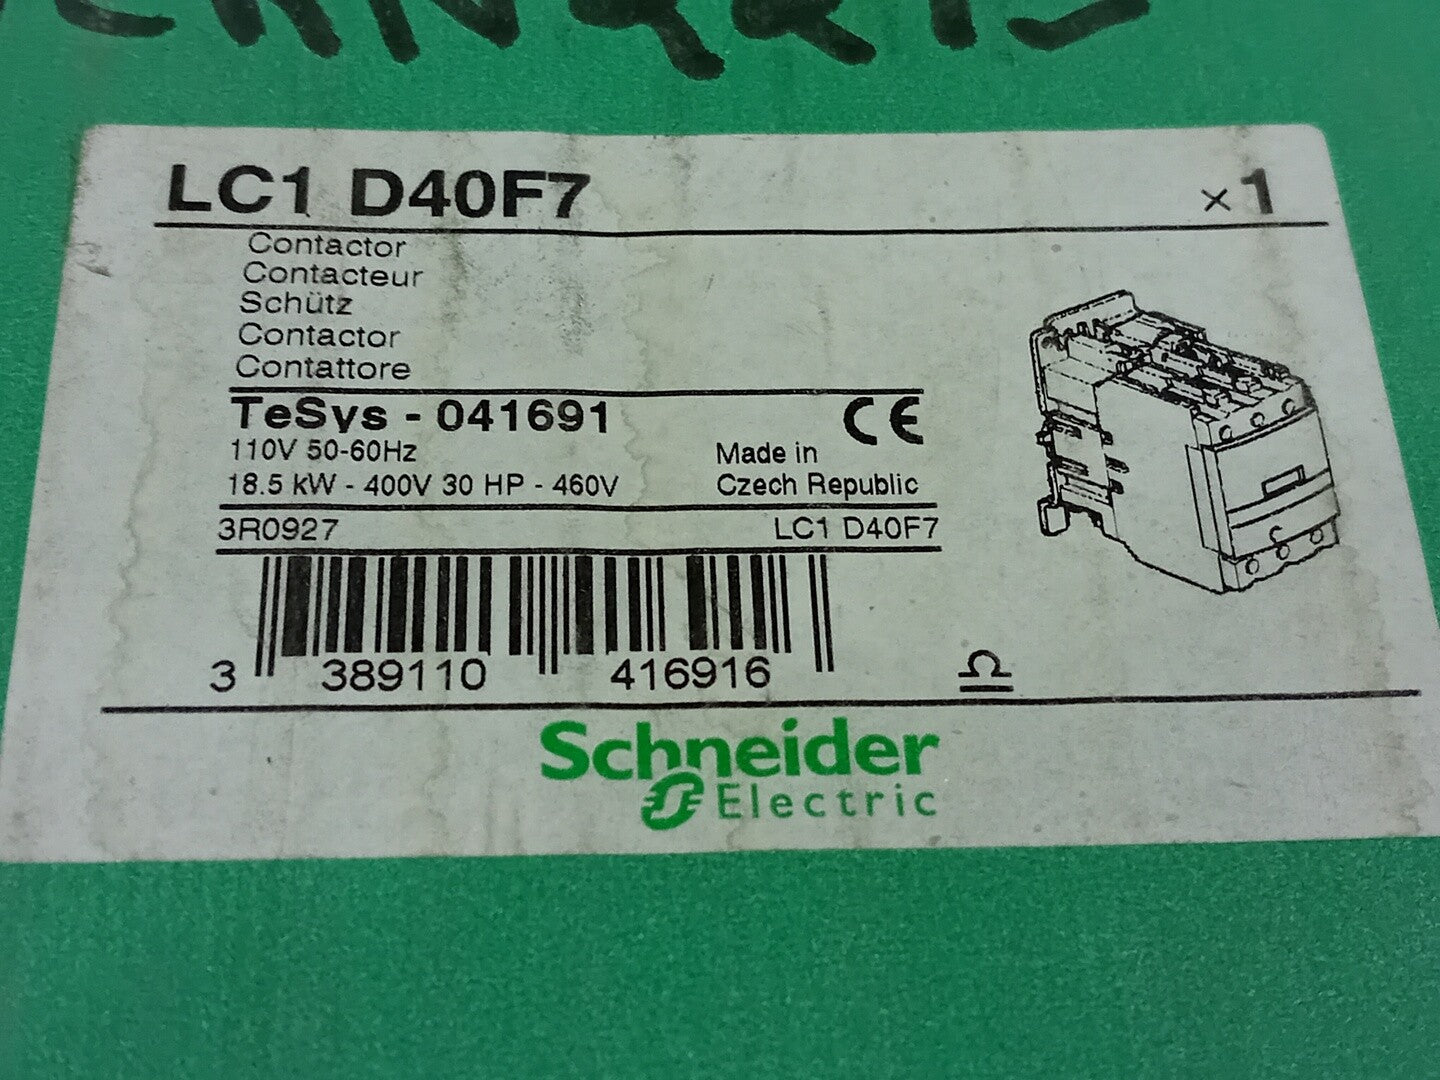 LC1 D40F7 ×1
Contactor
Contacteur
Schütz
Contactor
Contattore
TeSys - 041691 CE
110V 50-60Hz Made in
18.5 kW - 400V 30 HP - 460V Czech Republic
3R0927 LC1 D40F7
3 389110 416916
Schneider
Electric